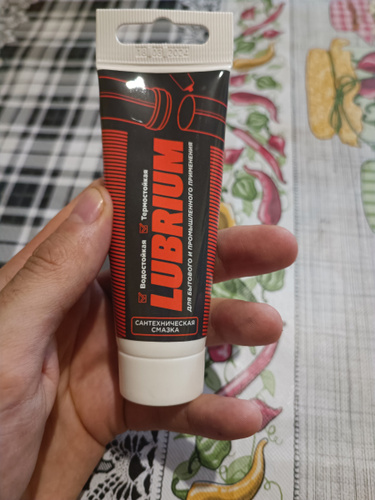 Водостойкая
Термостойкая
LUBRIUM
ДЛЯ БЫТОВОГО И ПРОМЫШЛЕННОГО ПРИМЕНЕНИЯ
САНТЕХНИЧЕСКАЯ
СМАЗКА